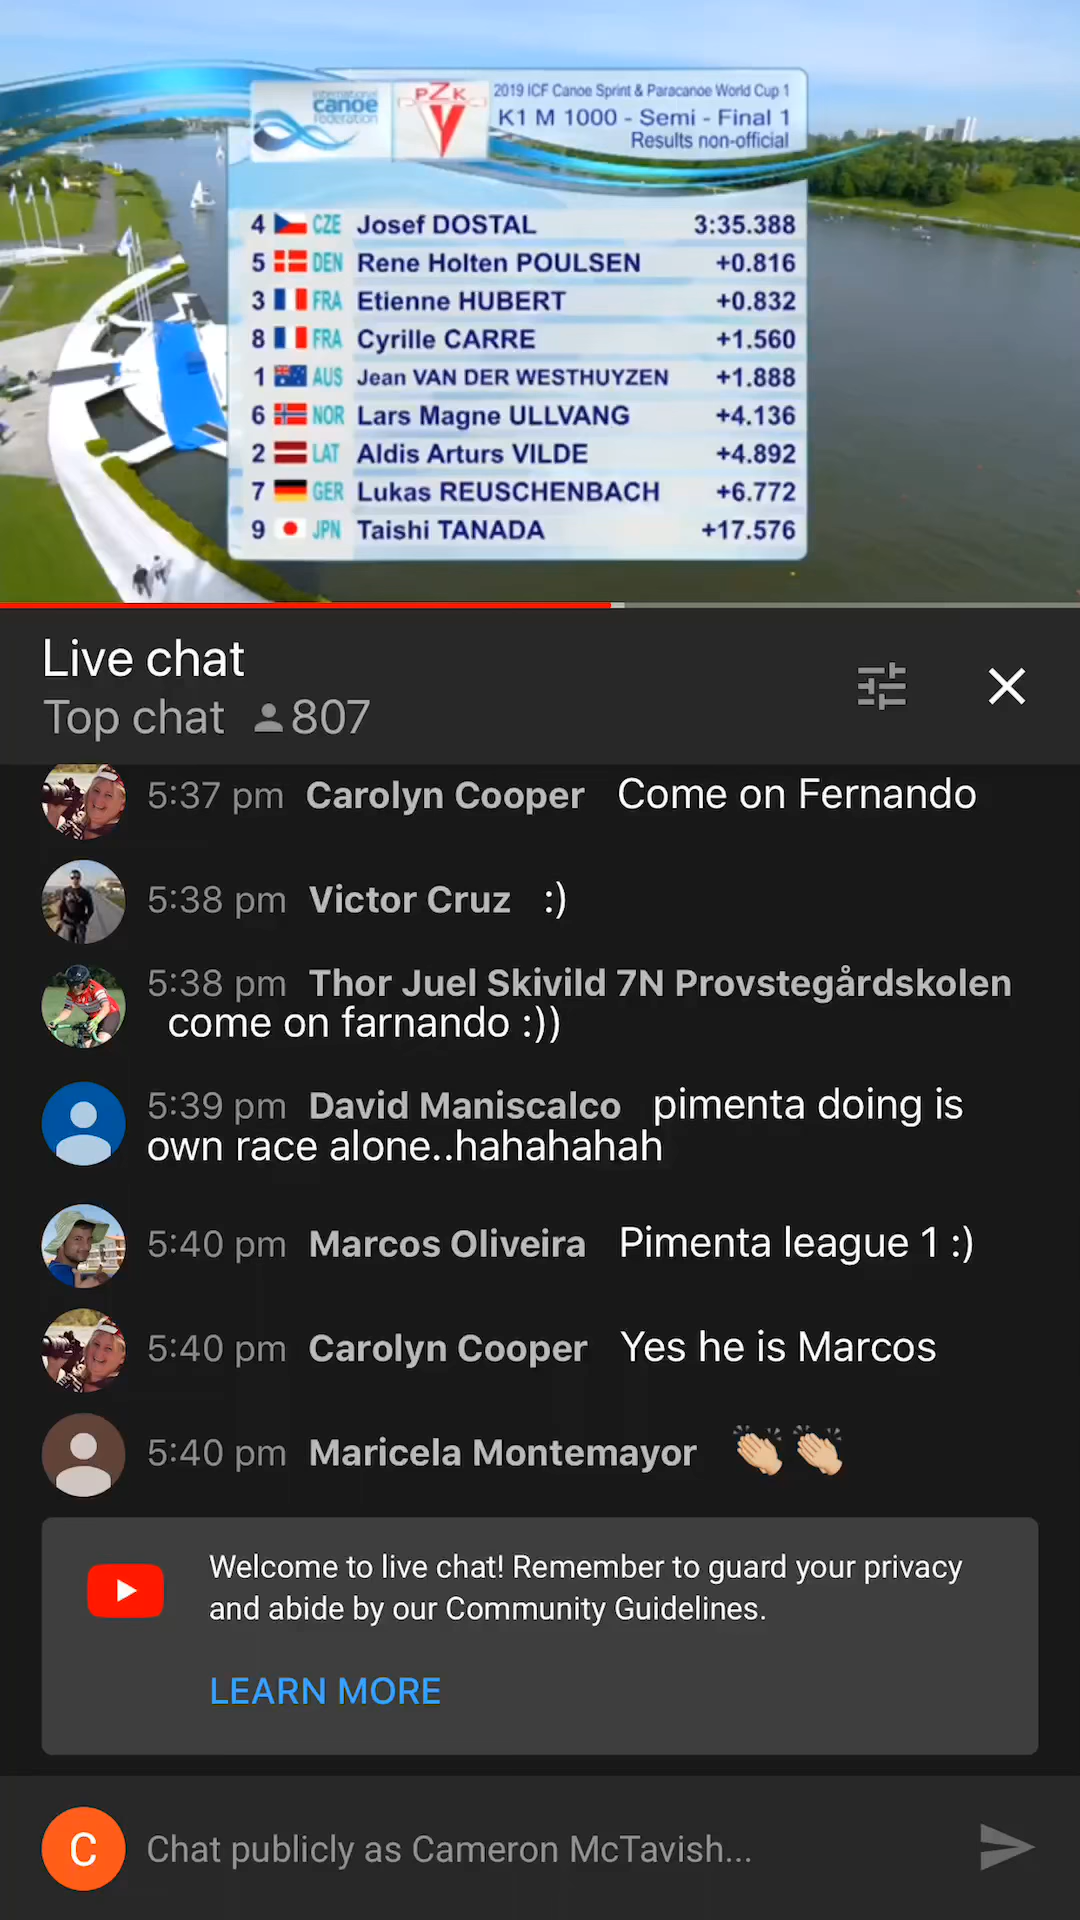 international
canoe
federation
PZK
2019 ICF Canoe Sprint & Paracanoe World Cup 1
K1 M 1000 - Semi - Final 1
Results non-official
4 CZE Josef DOSTAL 3:35.388
5 DEN Rene Holten POULSEN +0.816
3 FRA Etienne HUBERT +0.832
8 FRA Cyrille CARRE +1.560
1 AUS Jean VAN DER WESTHUYZEN +1.888
6 NOR Lars Magne ULLVANG +4.136
2 LAT Aldis Arturs VILDE +4.892
7 GER Lukas REUSCHENBACH +6.772
9 JPN Taishi TANADA +17.576
Live chat
Top chat 807
5:37 pm Carolyn Cooper Come on Fernando
5:38 pm Victor Cruz :)
5:38 pm Thor Juel Skivild 7N Provstegårdskolen
come on farnando :))
5:39 pm David Maniscalco pimenta doing is
own race alone..hahahahah
5:40 pm Marcos Oliveira Pimenta league 1 :)
5:40 pm Carolyn Cooper Yes he is Marcos
5:40 pm Maricela Montemayor 👏🏼👏🏼
Welcome to live chat! Remember to guard your privacy
and abide by our Community Guidelines.
LEARN MORE
C Chat publicly as Cameron McTavish...